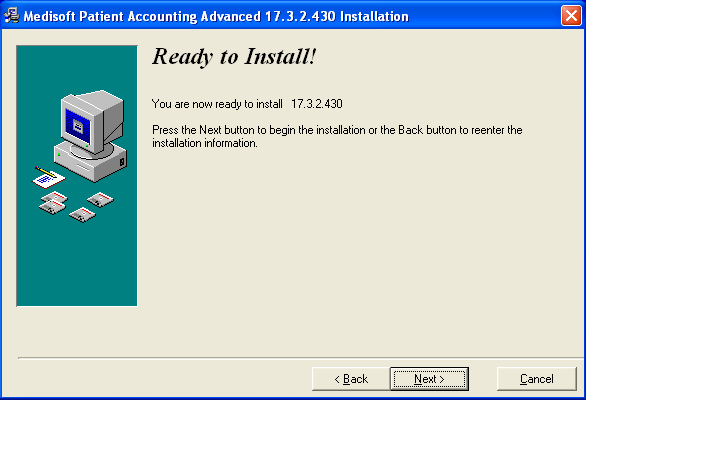 Medisoft Patient Accounting Advanced 17.3.2.430 Installation
Ready to Install!
You are now ready to install 17.3.2.430
Press the Next button to begin the installation or the Back button to reenter the
installation information.
< Back
Next >
Cancel